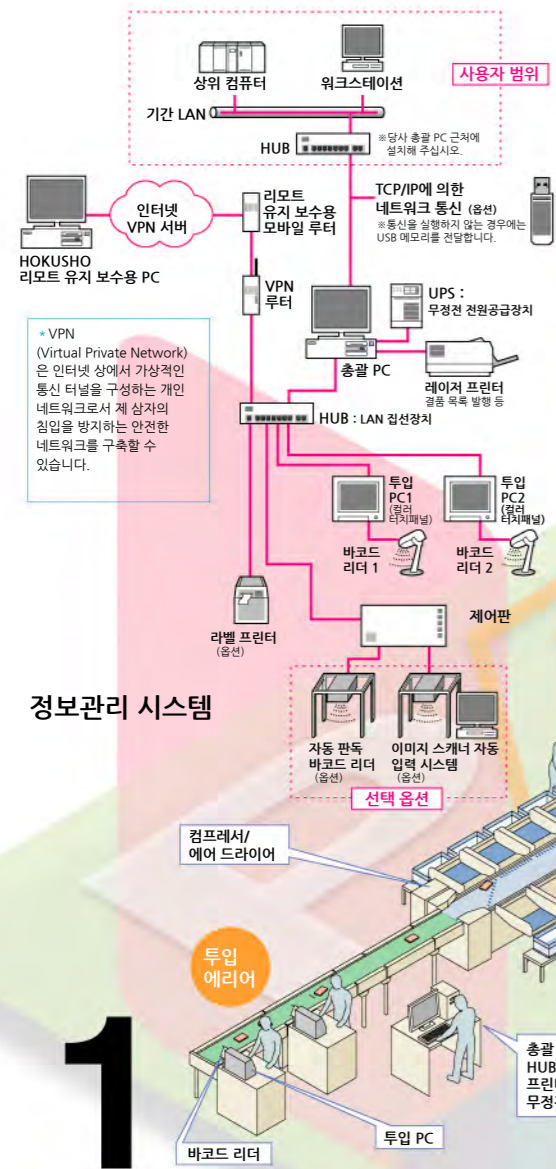 상위 컴퓨터
워크스테이션
사용자 범위
기간 LAN
HUB
※당사 총괄 PC 근처에
설치해 주십시오.
인터넷
VPN 서버
리모트
유지 보수용
모바일 루터
TCP/IP에 의한
네트워크 통신 (옵션)
※통신을 실행하지 않는 경우에는
USB 메모리를 전달합니다.
HOKUSHO
리모트 유지 보수용 PC
VPN
루터
UPS :
무정전 전원공급장치
총괄 PC
레이저 프린터
결품 목록 발행 등
* VPN
(Virtual Private Network)
은 인터넷 상에서 가상적인
통신 터널을 구성하는 개인
네트워크로서 제 삼자의
침입을 방지하는 안전한
네트워크를 구축할 수
있습니다.
HUB : LAN 집선장치
투입
PC1
(컬러
터치패널)
투입
PC2
(컬러
터치패널)
바코드
리더 1
바코드
리더 2
라벨 프린터
(옵션)
제어판
정보관리 시스템
자동 판독
바코드 리더
(옵션)
이미지 스캐너 자동
입력 시스템
(옵션)
선택 옵션
컴프레서/
에어 드라이어
투입
에리어
1
총괄
HUB
프린
무정
투입 PC
바코드 리더